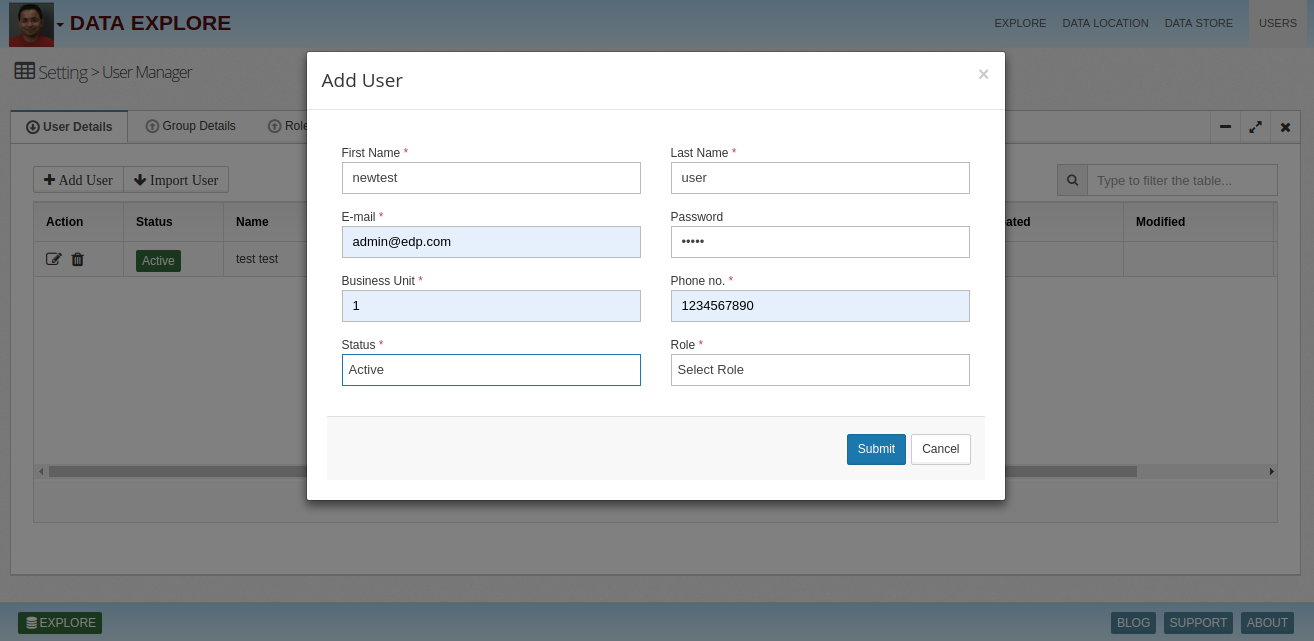 DATA EXPLORE
EXPLORE DATA LOCATION DATA STORE USERS
Setting > User Manager
User Details Group Details Role
Add User Import User
Type to filter the table...
Action Status Name ated Modified
Active test test
Add User ×
First Name * Last Name *
newtest user
E-mail * Password
admin@edp.com •••••
Business Unit * Phone no. *
1 1234567890
Status * Role *
Active Select Role
Submit Cancel
EXPLORE BLOG SUPPORT ABOUT